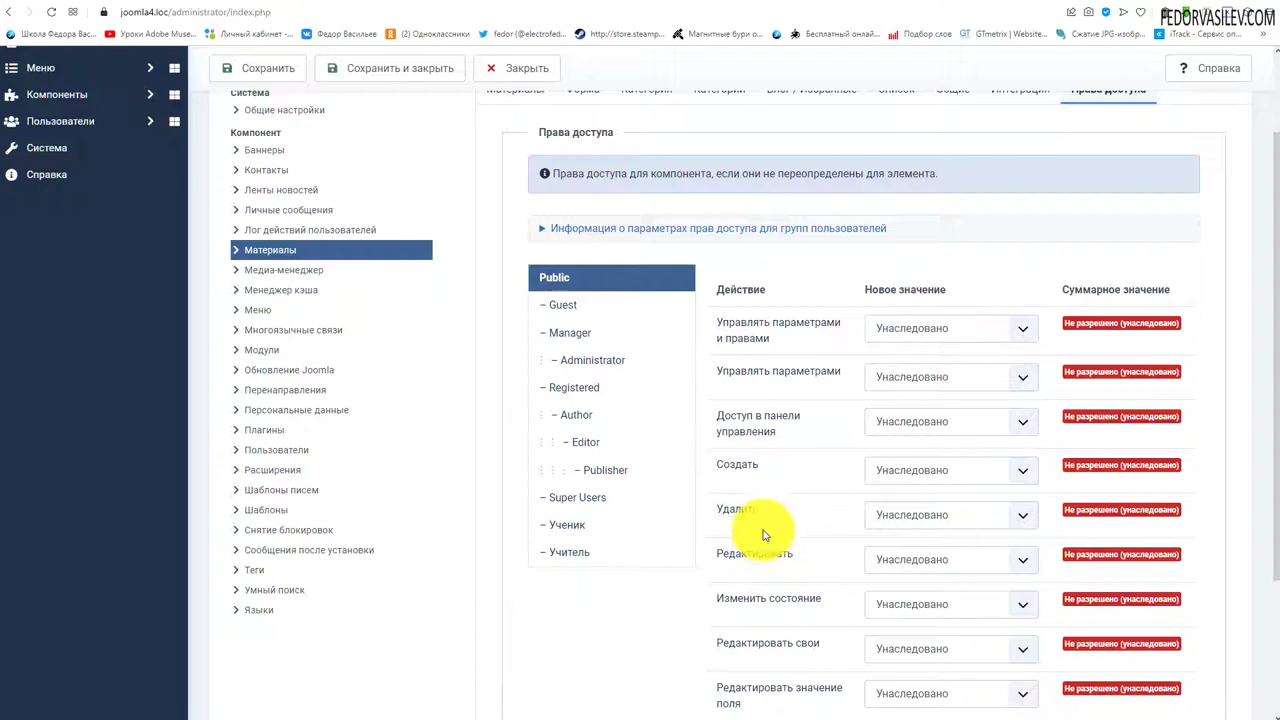 joomla4.loc/administrator/index.php
FEDORVASILEV.COM
Школа Федора Вас...
Уроки Adobe Muse...
Личный кабинет -...
Федор Васильев
(2) Одноклассники
fedor (@electrofed...
http://store.steamp...
Магнитные бури о...
Бесплатный онлай...
Подбор слов
GTmetrix | Website...
Сжатие JPG-изобр...
iTrack - Сервис оп...
Меню
Компоненты
Пользователи
Система
Справка
Сохранить
Сохранить и закрыть
Закрыть
Справка
Система
Общие настройки
Компонент
Баннеры
Контакты
Ленты новостей
Личные сообщения
Лог действий пользователей
Материалы
Медиа-менеджер
Менеджер кэша
Меню
Многоязычные связи
Модули
Обновление Joomla
Перенаправления
Персональные данные
Плагины
Пользователи
Расширения
Шаблоны писем
Шаблоны
Снятие блокировок
Сообщения после установки
Теги
Умный поиск
Языки
Материалы Форма Категория Категории Блог / Избранные Список Общие Интеграция Права доступа
Права доступа
Права доступа для компонента, если они не переопределены для элемента.
Информация о параметрах прав доступа для групп пользователей
Public
– Guest
– Manager
– Administrator
– Registered
– Author
– Editor
– Publisher
– Super Users
– Ученик
– Учитель
Действие Новое значение Суммарное значение
Управлять параметрами и правами Унаследовано Не разрешено (унаследовано)
Управлять параметрами Унаследовано Не разрешено (унаследовано)
Доступ в панели управления Унаследовано Не разрешено (унаследовано)
Создать Унаследовано Не разрешено (унаследовано)
Удалить Унаследовано Не разрешено (унаследовано)
Редактировать Унаследовано Не разрешено (унаследовано)
Изменить состояние Унаследовано Не разрешено (унаследовано)
Редактировать свои Унаследовано Не разрешено (унаследовано)
Редактировать значение поля Унаследовано Не разрешено (унаследовано)